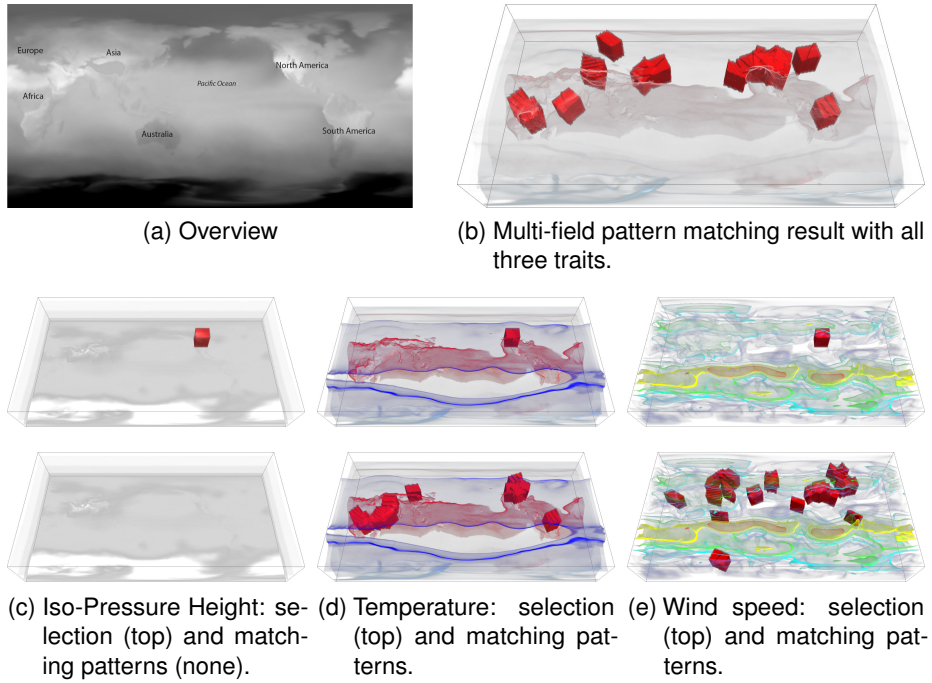 Europe
Asia
North America
Pacific Ocean
Africa
Australia
South America
(a) Overview
(b) Multi-field pattern matching result with all
three traits.
(c) Iso-Pressure Height: se-
lection (top) and match-
ing patterns (none).
(d) Temperature: selection
(top) and matching pat-
terns.
(e) Wind speed: selection
(top) and matching pat-
terns.